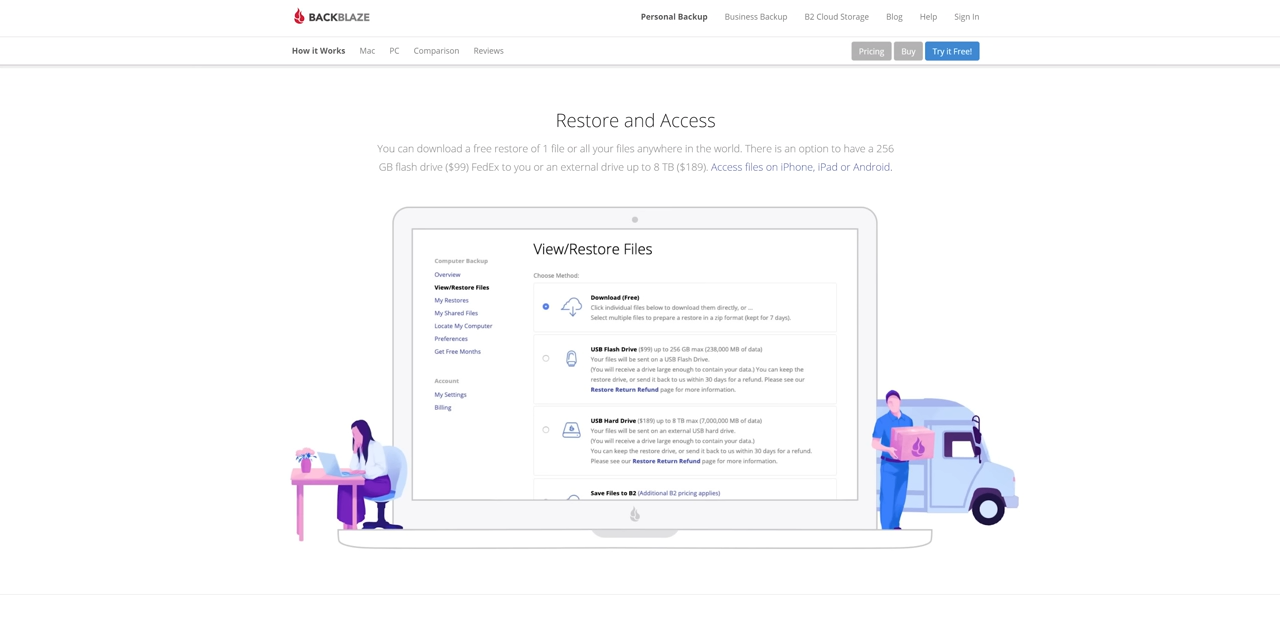 BACKBLAZE
Personal Backup Business Backup B2 Cloud Storage Blog Help Sign In
How it Works Mac PC Comparison Reviews Pricing Buy Try it Free!
Restore and Access
You can download a free restore of 1 file or all your files anywhere in the world. There is an option to have a 256
GB flash drive ($99) FedEx to you or an external drive up to 8 TB ($189). Access files on iPhone, iPad or Android.
Computer Backup
Overview
View/Restore Files
My Restores
My Shared Files
Locate My Computer
Preferences
Get Free Months
Account
My Settings
Billing
View/Restore Files
Choose Method:
Download (Free)
Click individual files below to download them directly, or ...
Select multiple files to prepare a restore in a zip format (kept for 7 days).
USB Flash Drive ($99) up to 256 GB max (238,000 MB of data)
Your files will be sent on a USB Flash Drive.
(You will receive a drive large enough to contain your data.) You can keep the
restore drive, or send it back to us within 30 days for a refund. Please see our
Restore Return Refund page for more information.
USB Hard Drive ($189) up to 8 TB max (7,000,000 MB of data)
Your files will be sent on an external USB hard drive.
(You will receive a drive large enough to contain your data.)
You can keep the restore drive, or send it back to us within 30 days for a refund.
Please see our Restore Return Refund page for more information.
Save Files to B2 (Additional B2 pricing applies)